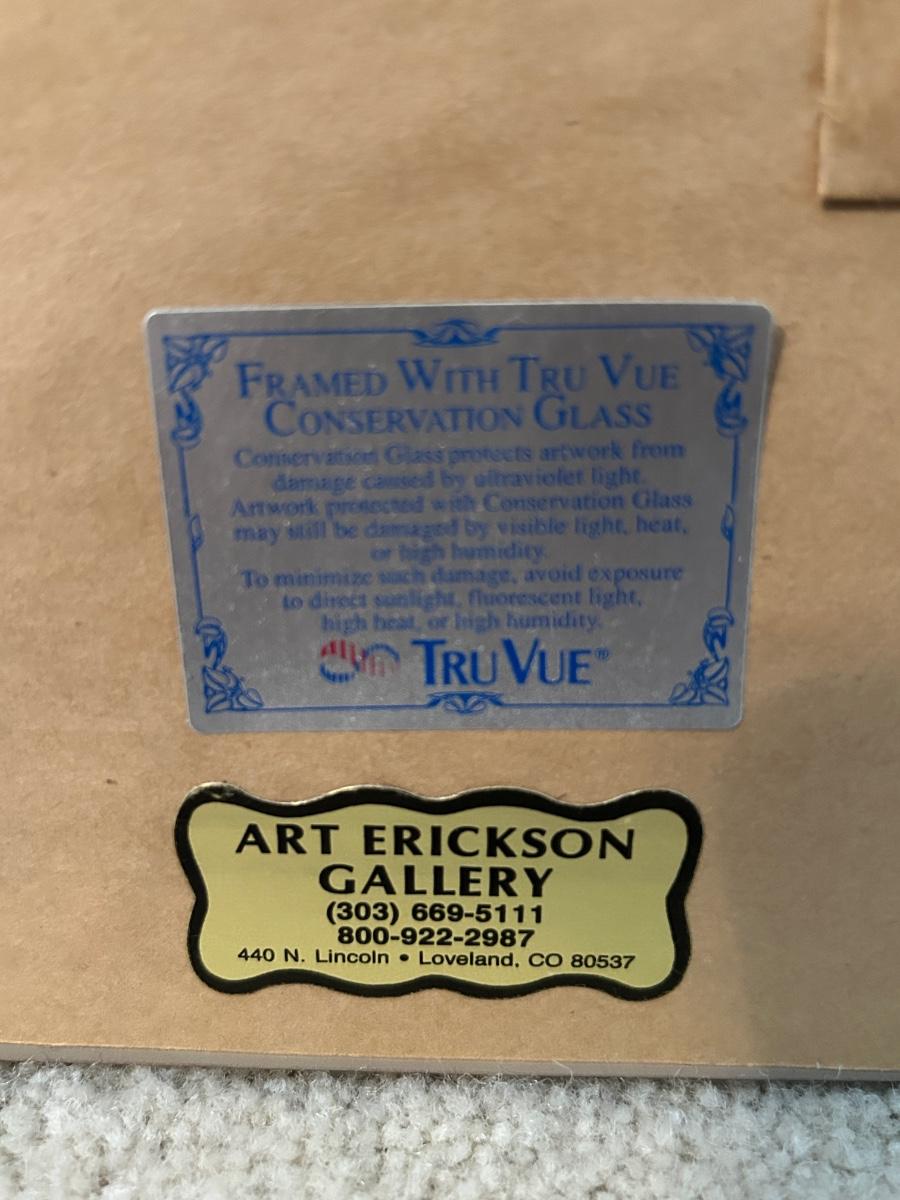 FRAMED WITH TRU VUE
CONSERVATION GLASS
Conservation Glass protects artwork from
damage caused by ultraviolet light.
Artwork protected with Conservation Glass
may still be damaged by visible light, heat,
or high humidity.
To minimize such damage, avoid exposure
to direct sunlight, fluorescent light,
high heat, or high humidity.
TRU VUE®
ART ERICKSON
GALLERY
(303) 669-5111
800-922-2987
440 N. Lincoln • Loveland, CO 80537